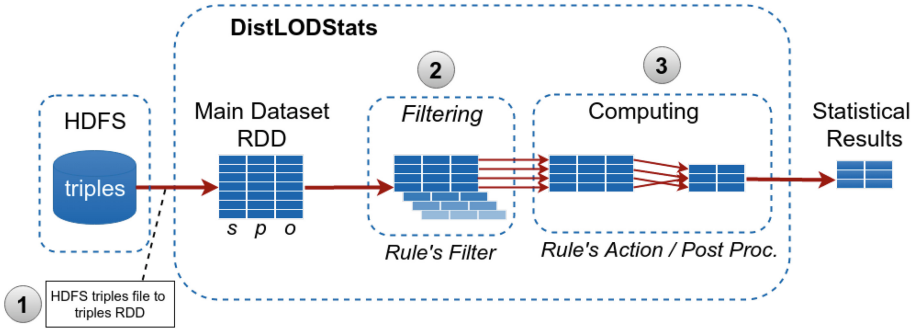 DistLODStats
2
3
HDFS
Main Dataset
RDD
Filtering
Computing
Statistical
Results
triples
s p o
Rule's Filter
Rule's Action / Post Proc.
1
HDFS triples file to
triples RDD